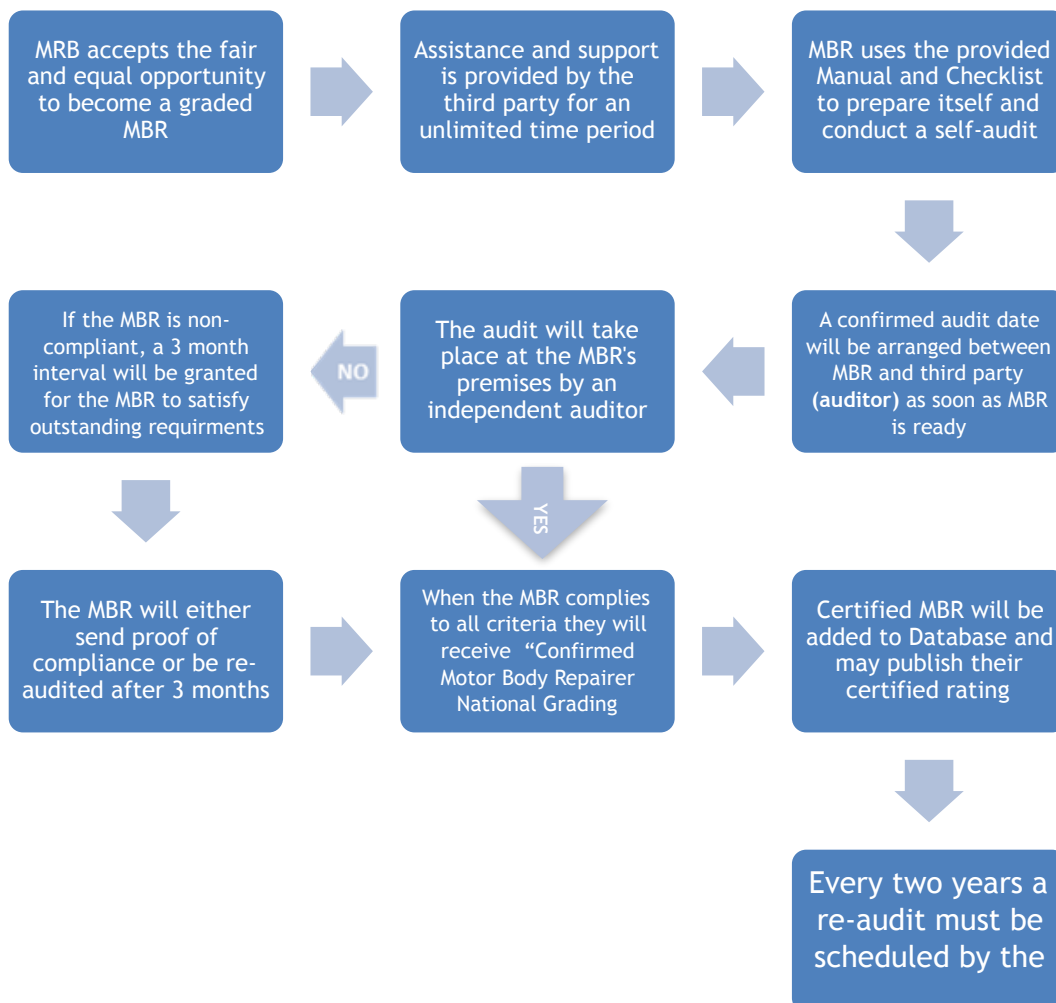 MRB accepts the fair
and equal opportunity
to become a graded
MBR
Assistance and support
is provided by the
third party for an
unlimited time period
MBR uses the provided
Manual and Checklist
to prepare itself and
conduct a self-audit
A confirmed audit date
will be arranged between
MBR and third party
(auditor) as soon as MBR
is ready
The audit will take
place at the MBR's
premises by an
independent auditor
NO
If the MBR is non-
compliant, a 3 month
interval will be granted
for the MBR to satisfy
outstanding requirments
YES
The MBR will either
send proof of
compliance or be re-
audited after 3 months
When the MBR complies
to all criteria they will
receive “Confirmed
Motor Body Repairer
National Grading
Certified MBR will be
added to Database and
may publish their
certified rating
Every two years a
re-audit must be
scheduled by the